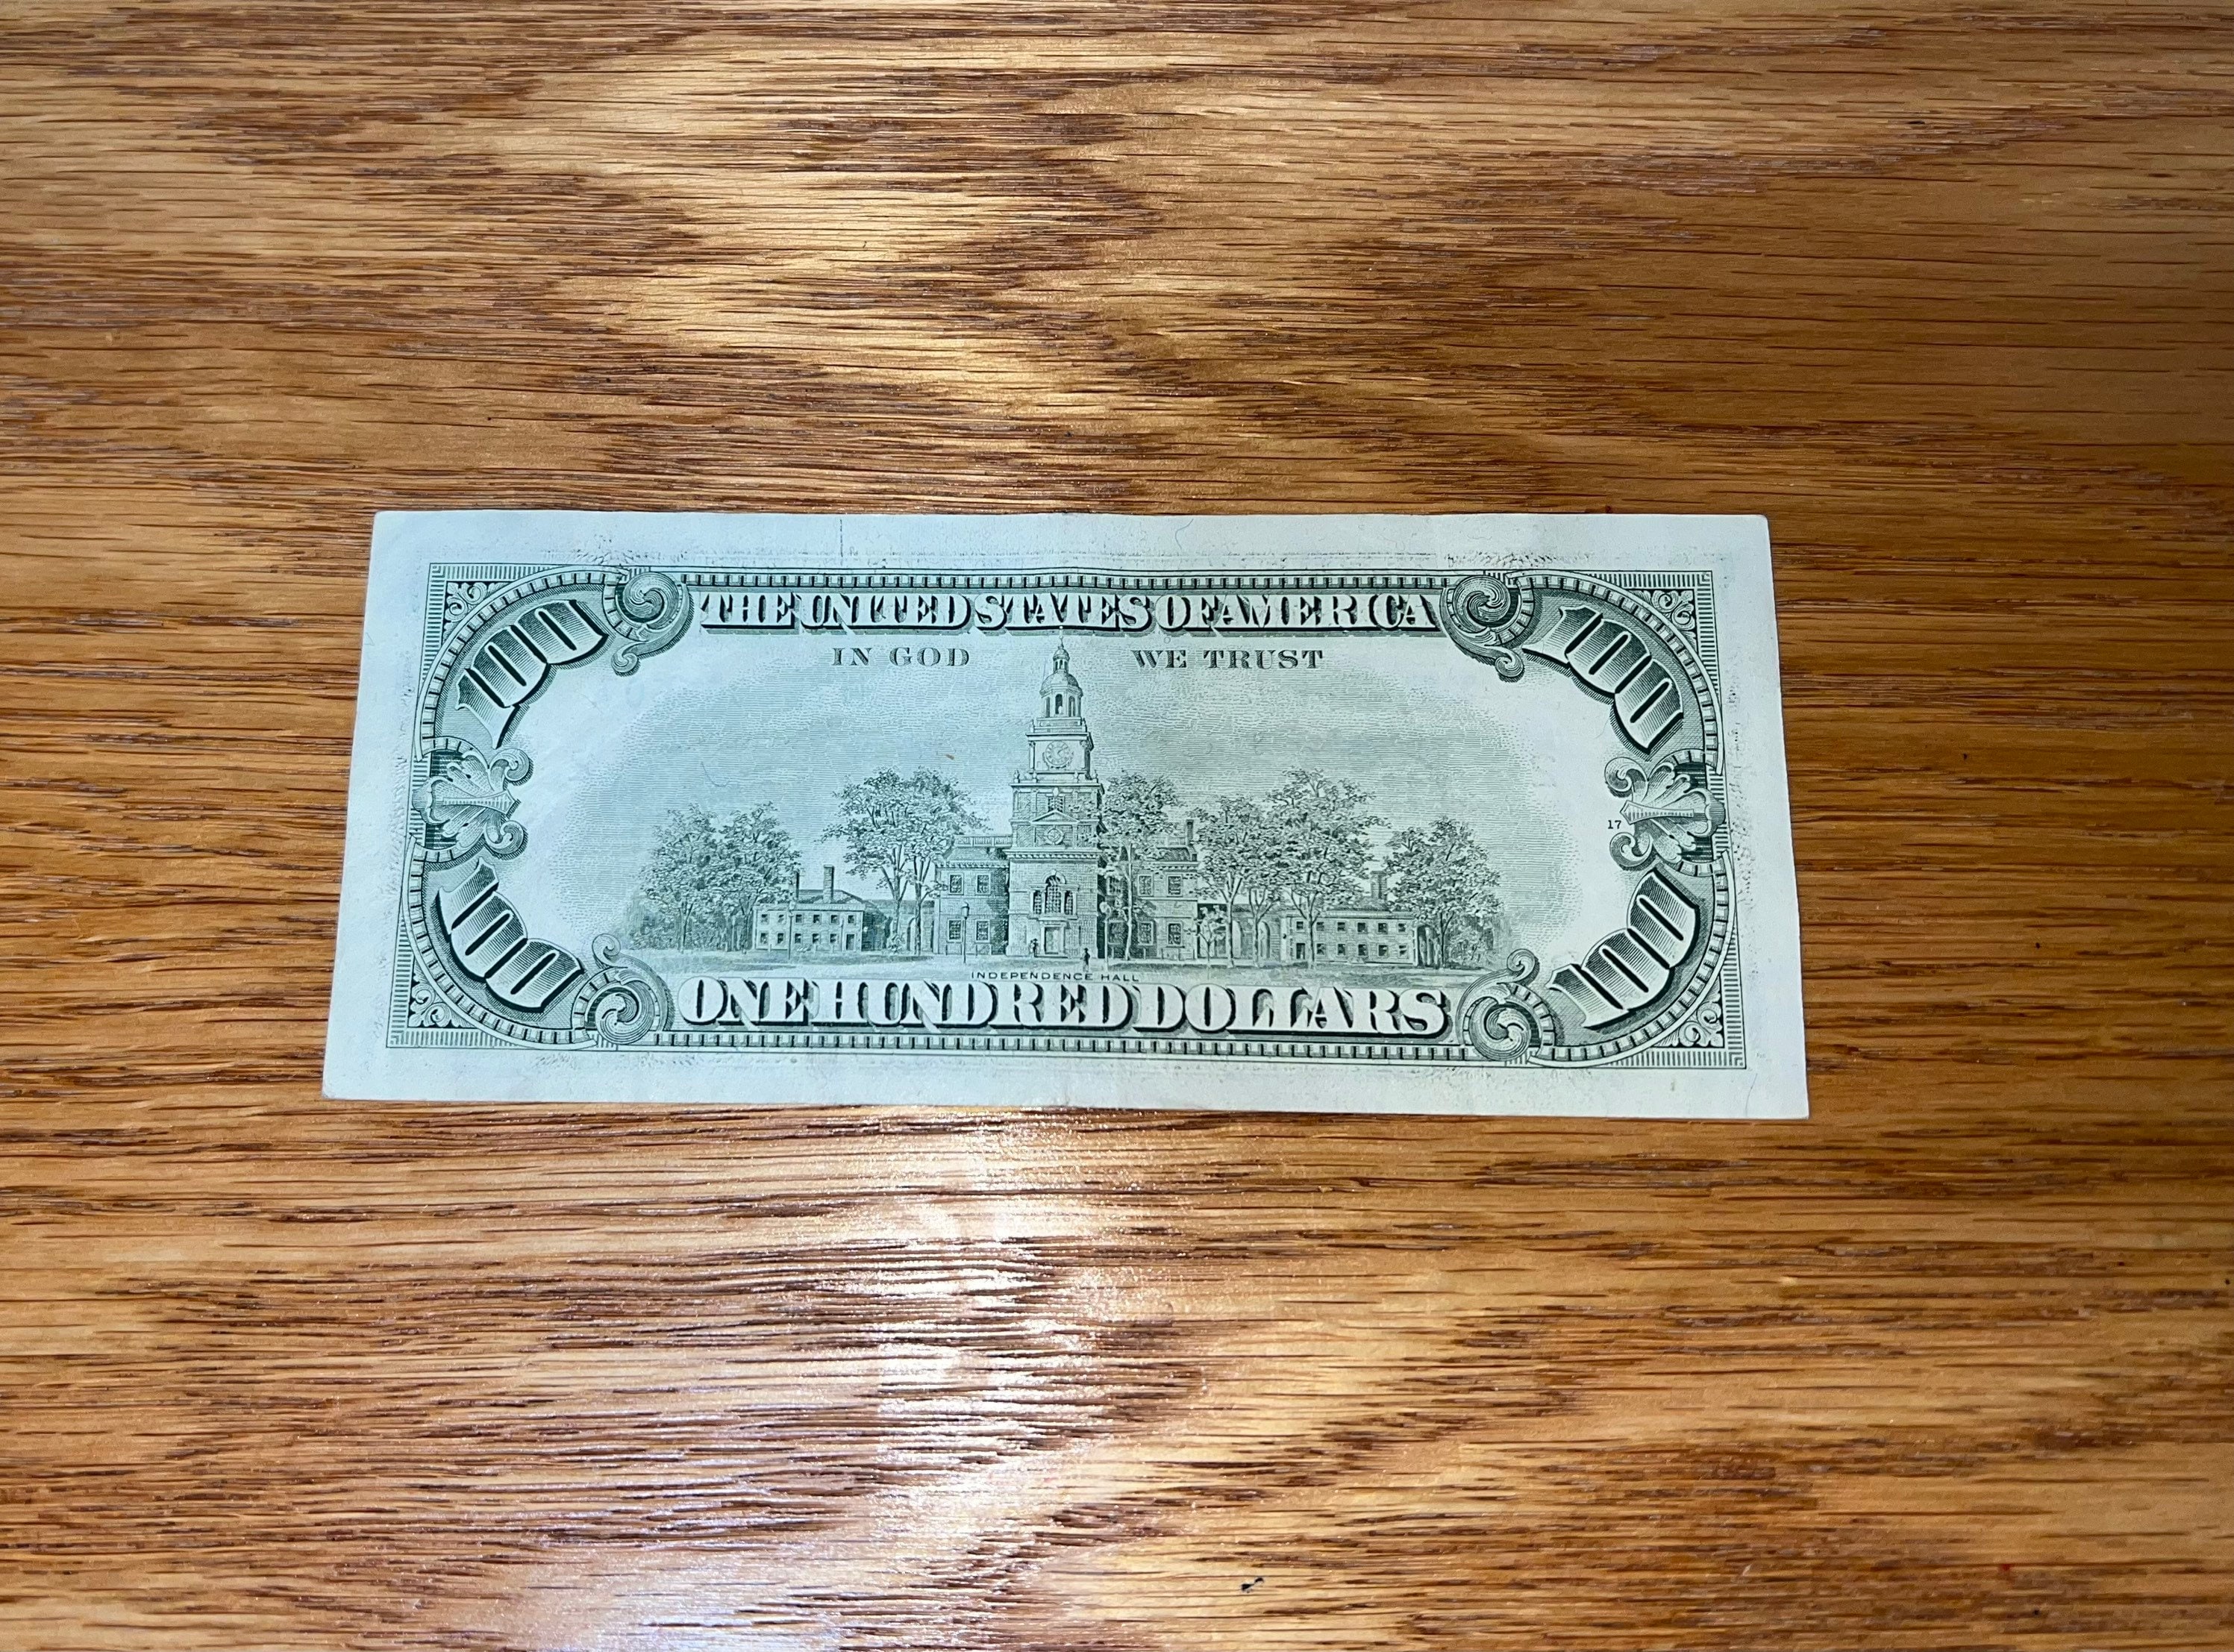 100 THE UNITED STATES OF AMERICA 100
IN GOD WE TRUST
17
INDEPENDENCE HALL
100 ONE HUNDRED DOLLARS 100